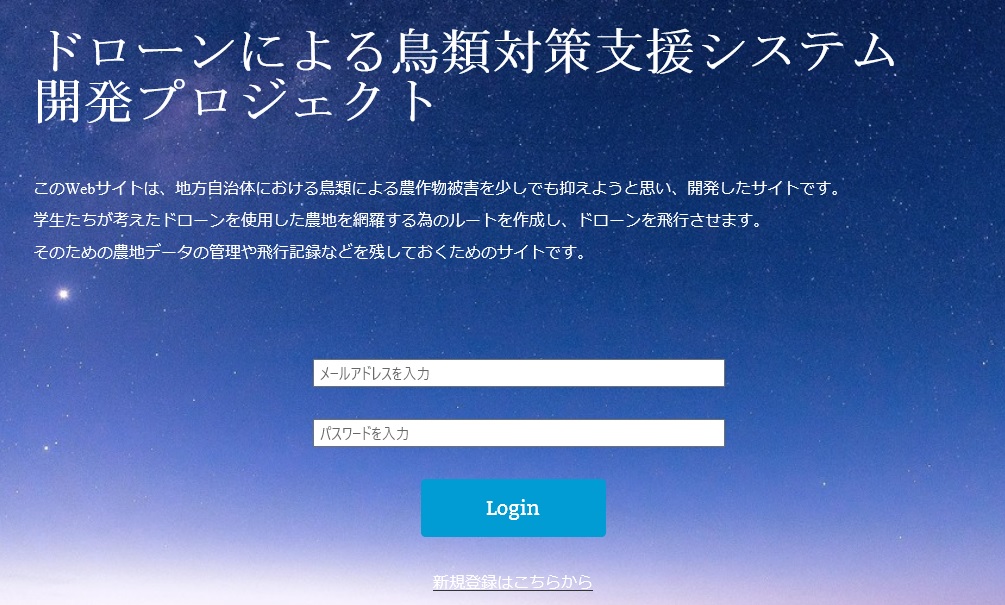 ドローンによる鳥類対策支援システム
開発プロジェクト
このWebサイトは、地方自治体における鳥類による農作物被害を少しでも抑えようと思い、開発したサイトです。
学生たちが考えたドローンを使用した農地を網羅する為のルートを作成し、ドローンを飛行させます。
そのための農地データの管理や飛行記録などを残しておくためのサイトです。
メールアドレスを入力
パスワードを入力
Login
新規登録はこちらから